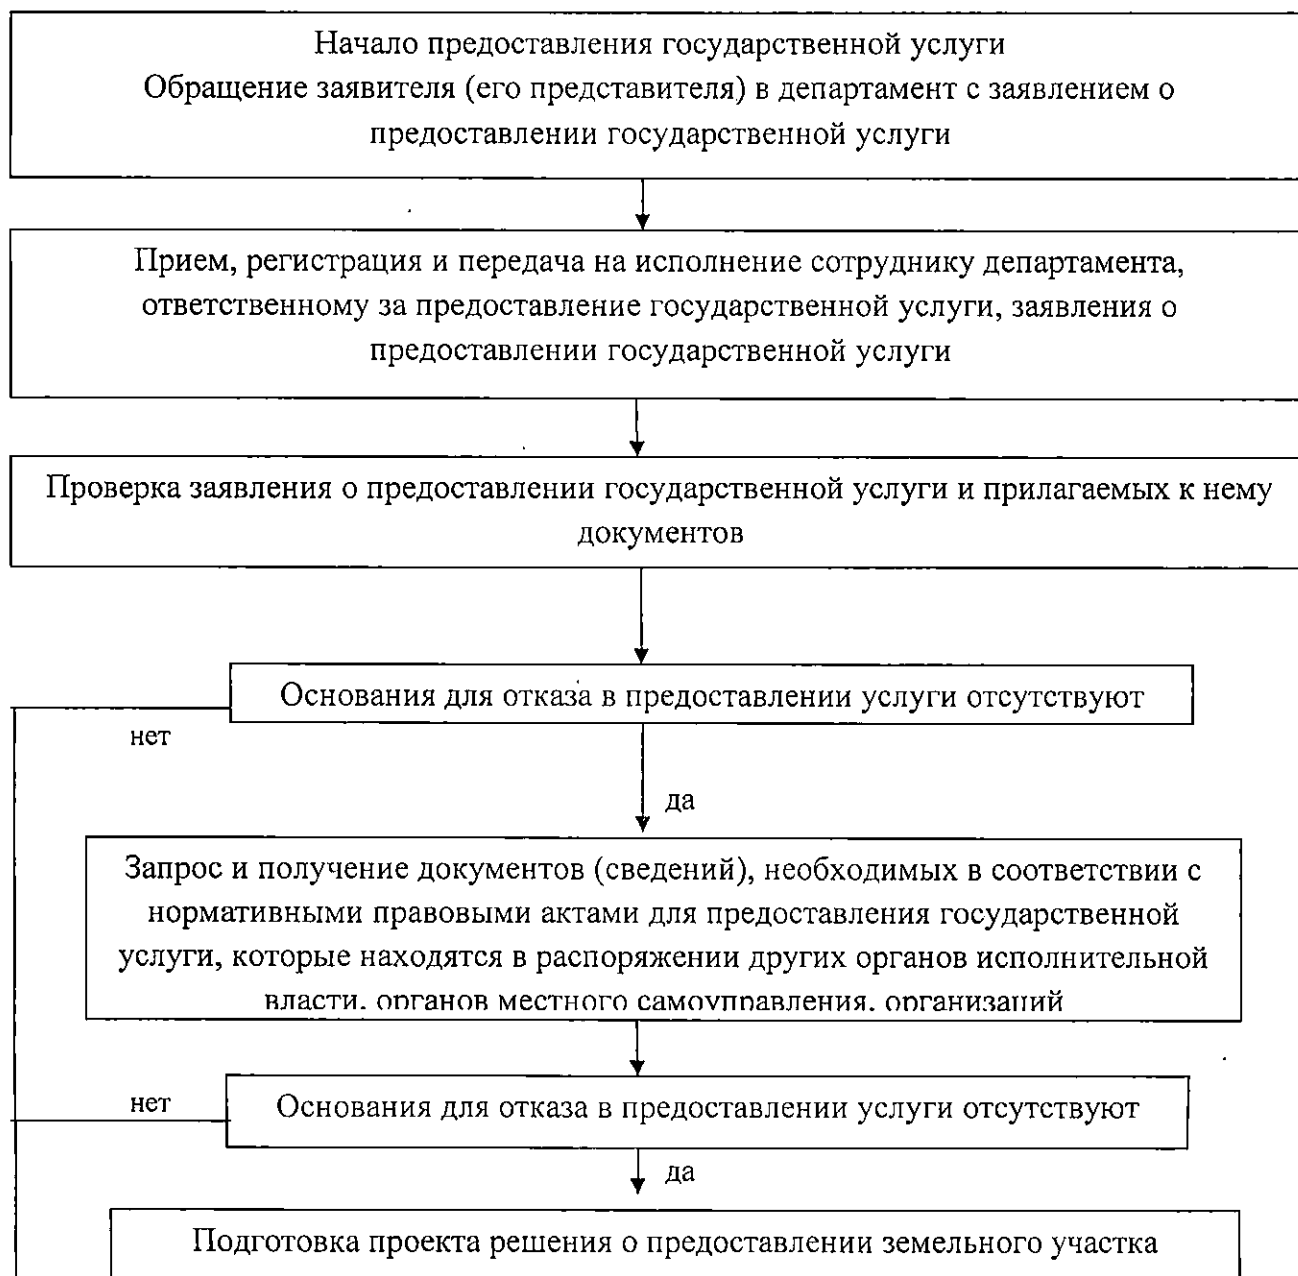 Начало предоставления государственной услуги
Обращение заявителя (его представителя) в департамент с заявлением о
предоставлении государственной услуги
Прием, регистрация и передача на исполнение сотруднику департамента,
ответственному за предоставление государственной услуги, заявления о
предоставлении государственной услуги
Проверка заявления о предоставлении государственной услуги и прилагаемых к нему
документов
Основания для отказа в предоставлении услуги отсутствуют
нет
да
Запрос и получение документов (сведений), необходимых в соответствии с
нормативными правовыми актами для предоставления государственной
услуги, которые находятся в распоряжении других органов исполнительной
власти, органов местного самоуправления, организаций
нет
Основания для отказа в предоставлении услуги отсутствуют
да
Подготовка проекта решения о предоставлении земельного участка